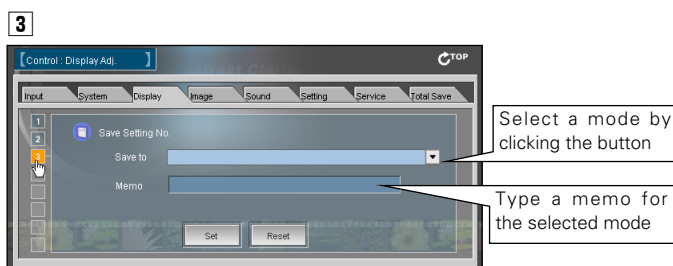 3
Control : Display Adj.
TOP
Input System Display Image Sound Setting Service Total Save
1
2
3
Save Setting No.
Save to
Memo
Set Reset
Select a mode by
clicking the button
Type a memo for
the selected mode